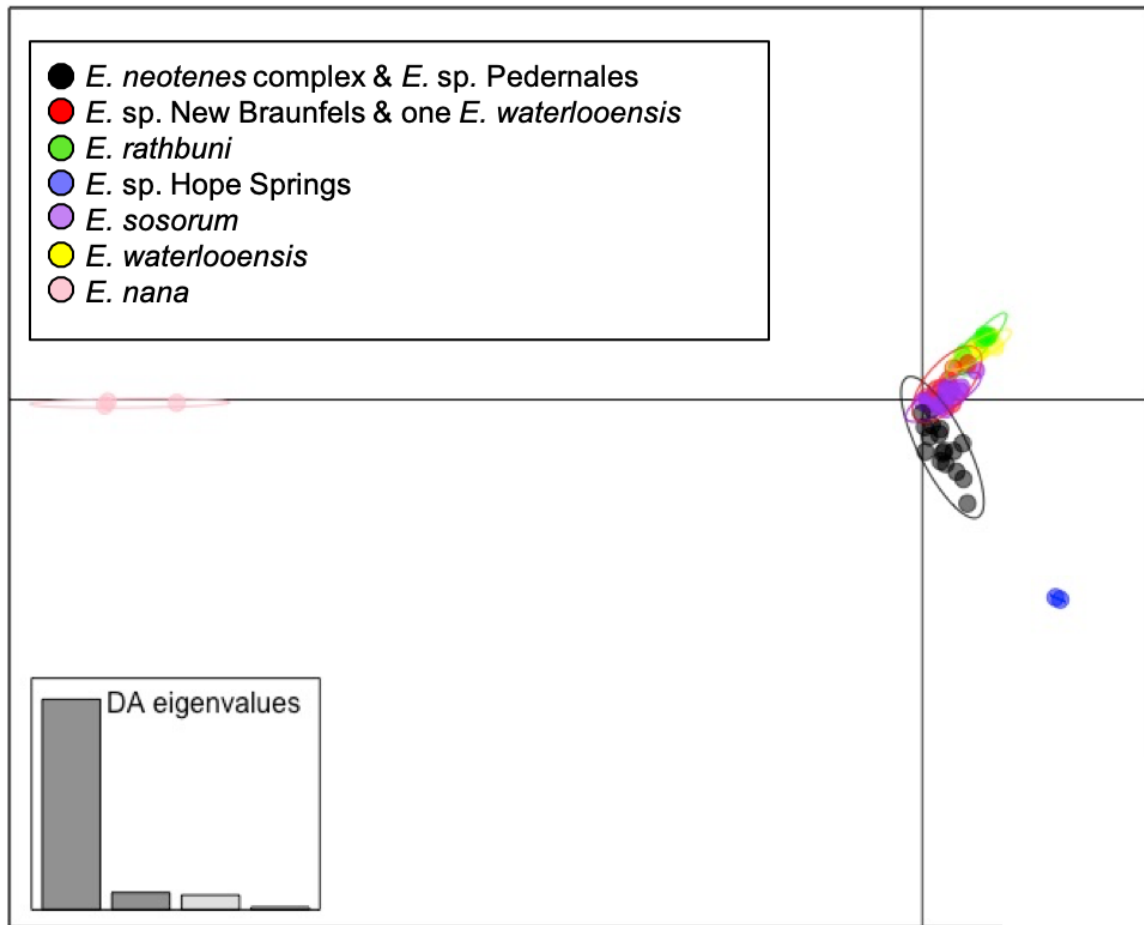 E. neotenes complex & E. sp. Pedernales
E. sp. New Braunfels & one E. waterlooensis
E. rathbuni
E. sp. Hope Springs
E. sosorum
E. waterlooensis
E. nana
DA eigenvalues